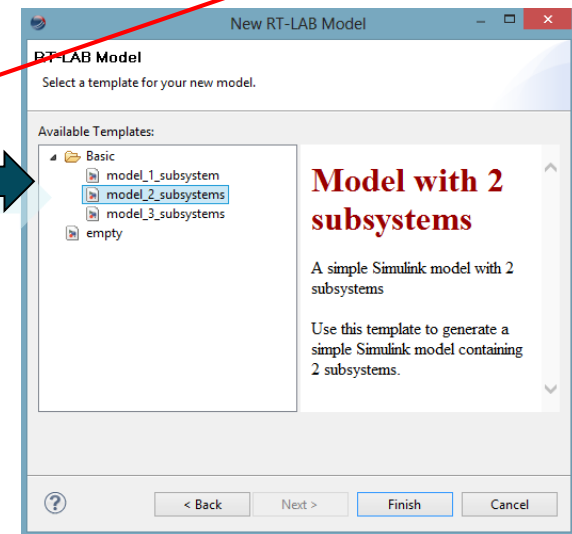 New RT-LAB Model
RT-LAB Model
Select a template for your new model.
Available Templates:
Basic
model_1_subsystem
model_2_subsystems
model_3_subsystems
empty
Model with 2
subsystems
A simple Simulink model with 2
subsystems
Use this template to generate a
simple Simulink model containing
2 subsystems.
?
< Back
Next >
Finish
Cancel